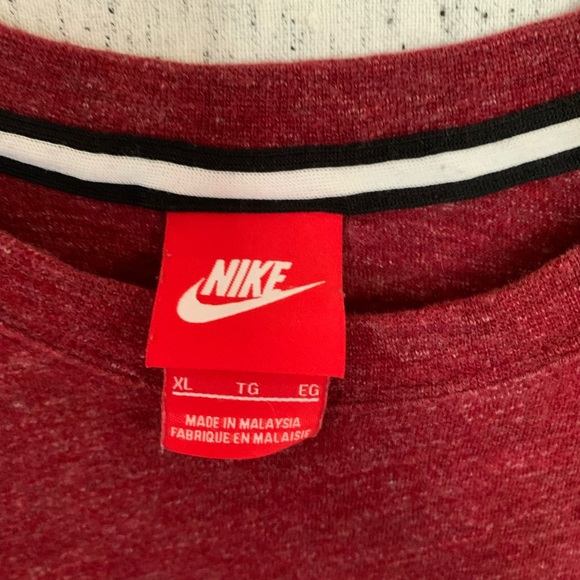 NIKE
XL TG EG
MADE IN MALAYSIA
FABRIQUE EN MALAISIE